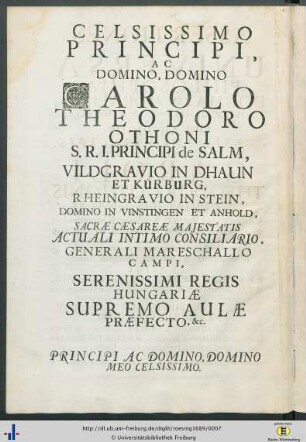 CELSISSIMO
PRINCIPI,
AC
DOMINO, DOMINO
CAROLO
THEODORO
OTHONI
S. R. I. PRINCIPI de SALM,
VILDGRAVIO IN DHAUN
ET KÜRBURG,
RHEINGRAVIO IN STEIN,
DOMINO IN VINSTINGEN ET ANHOLD,
SACRÆ CÆSAREÆ MAJESTATIS
ACTUALI INTIMO CONSILIARIO,
GENERALI MARESCHALLO
CAMPI,
SERENISSIMI REGIS
HUNGARIÆ
SUPREMO AULÆ
PRÆFECTO, &c.
PRINCIPI AC DOMINO, DOMINO
MEO CELSISSIMO.
http://dl.ub.uni-freiburg.de/diglit/roesing1689/0007
© Universitätsbibliothek Freiburg